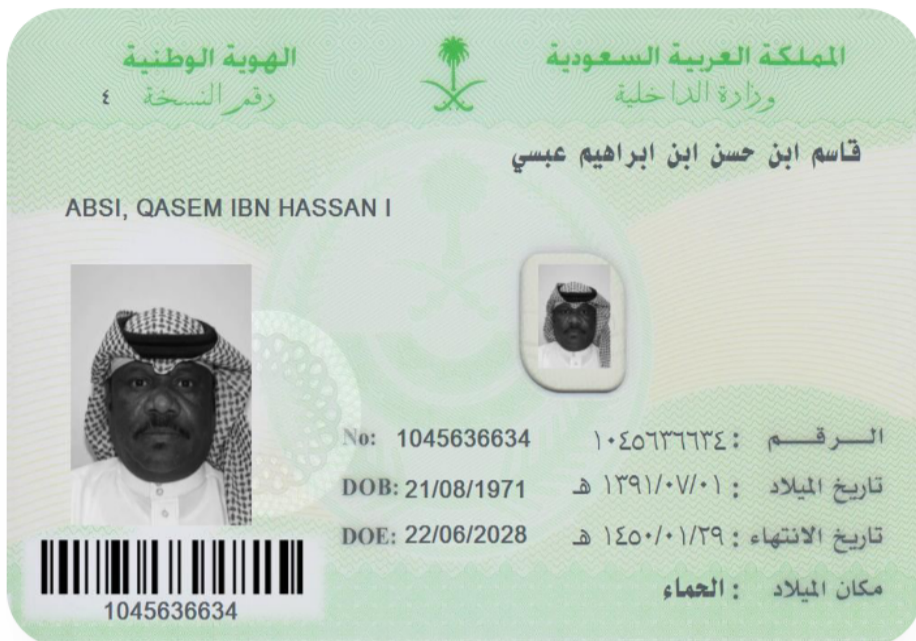 المملكة العربية السعودية
وزارة الداخلية
الهوية الوطنية
رقم النسخة ٤
قاسم ابن حسن ابن ابراهيم عبسي
ABSI, QASEM IBN HASSAN I
الـــرقـــم : ١٠٤٥٦٣٦٦٣٤ No: 1045636634
تاريخ الميلاد : ١٣٩١/٠٧/٠١ هـ DOB: 21/08/1971
تاريخ الانتهاء : ١٤٥٠/٠١/٢٩ هـ DOE: 22/06/2028
مكان الميلاد : الحماء
1045636634